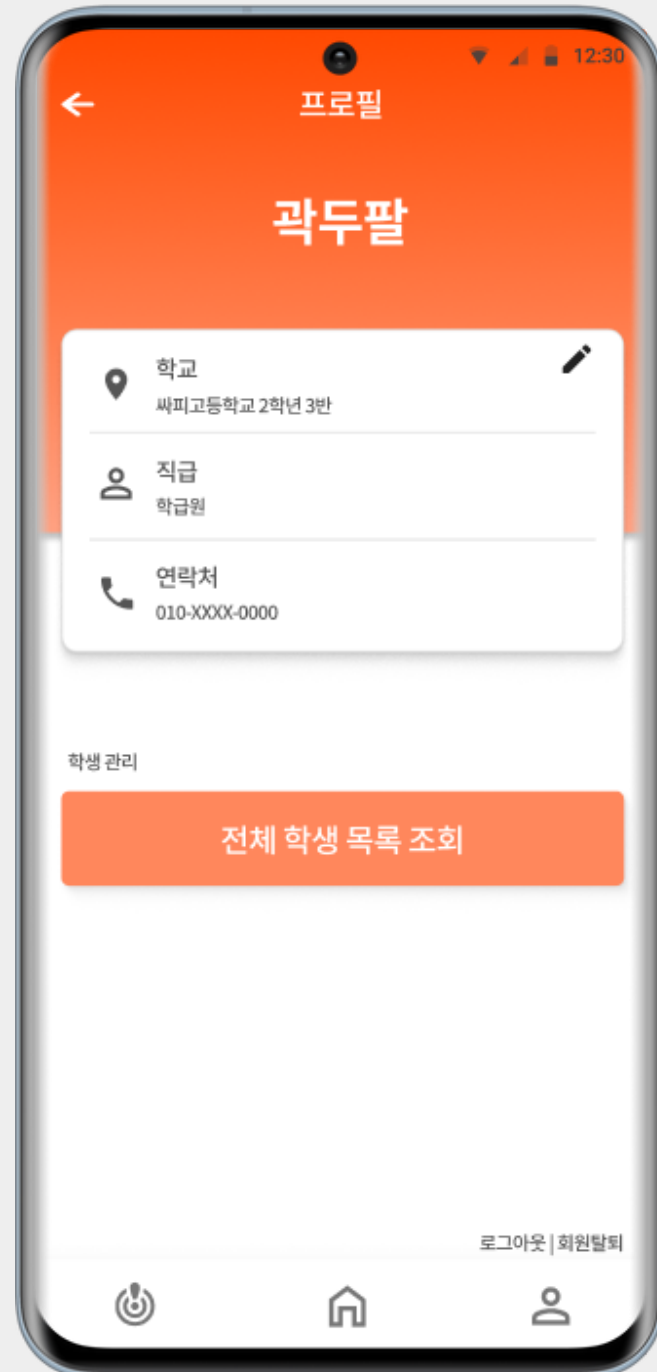 12:30
프로필
곽두팔
학교
싸피고등학교 2학년 3반
직급
학급원
연락처
010-XXXX-0000
학생 관리
전체 학생 목록 조회
로그아웃 | 회원탈퇴